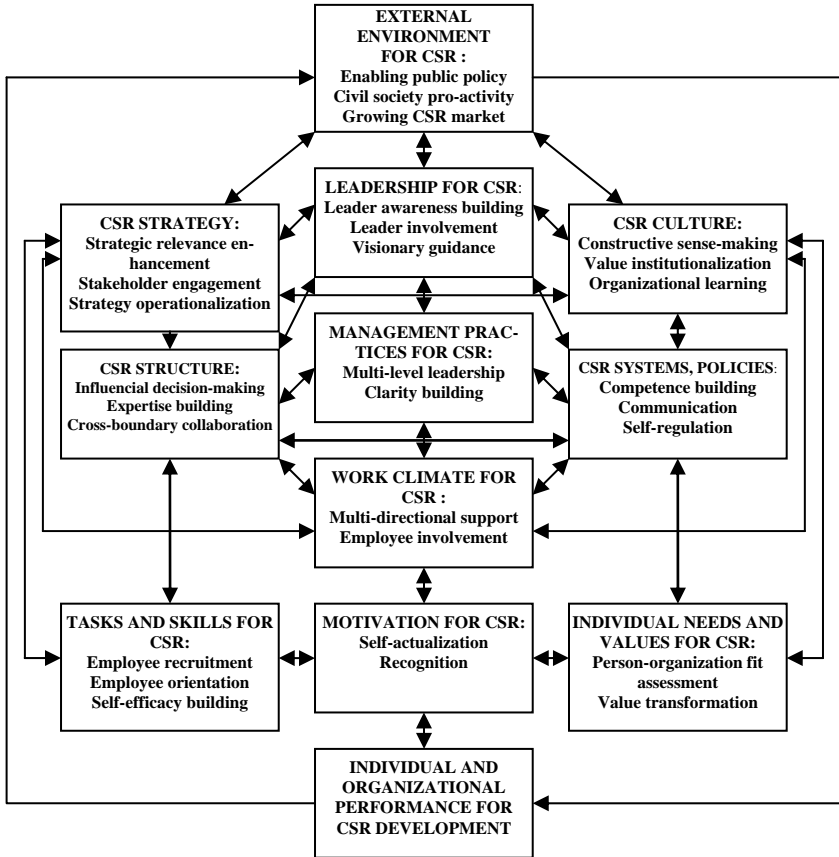 EXTERNAL
ENVIRONMENT
FOR CSR :
Enabling public policy
Civil society pro-activity
Growing CSR market
LEADERSHIP FOR CSR:
Leader awareness building
Leader involvement
Visionary guidance
CSR STRATEGY:
Strategic relevance en-
hancement
Stakeholder engagement
Strategy operationalization
CSR CULTURE:
Constructive sense-making
Value institutionalization
Organizational learning
MANAGEMENT PRAC-
TICES FOR CSR:
Multi-level leadership
Clarity building
CSR STRUCTURE:
Influencial decision-making
Expertise building
Cross-boundary collaboration
CSR SYSTEMS, POLICIES:
Competence building
Communication
Self-regulation
WORK CLIMATE FOR
CSR :
Multi-directional support
Employee involvement
TASKS AND SKILLS FOR
CSR:
Employee recruitment
Employee orientation
Self-efficacy building
MOTIVATION FOR CSR:
Self-actualization
Recognition
INDIVIDUAL NEEDS AND
VALUES FOR CSR:
Person-organization fit
assessment
Value transformation
INDIVIDUAL AND
ORGANIZATIONAL
PERFORMANCE FOR
CSR DEVELOPMENT